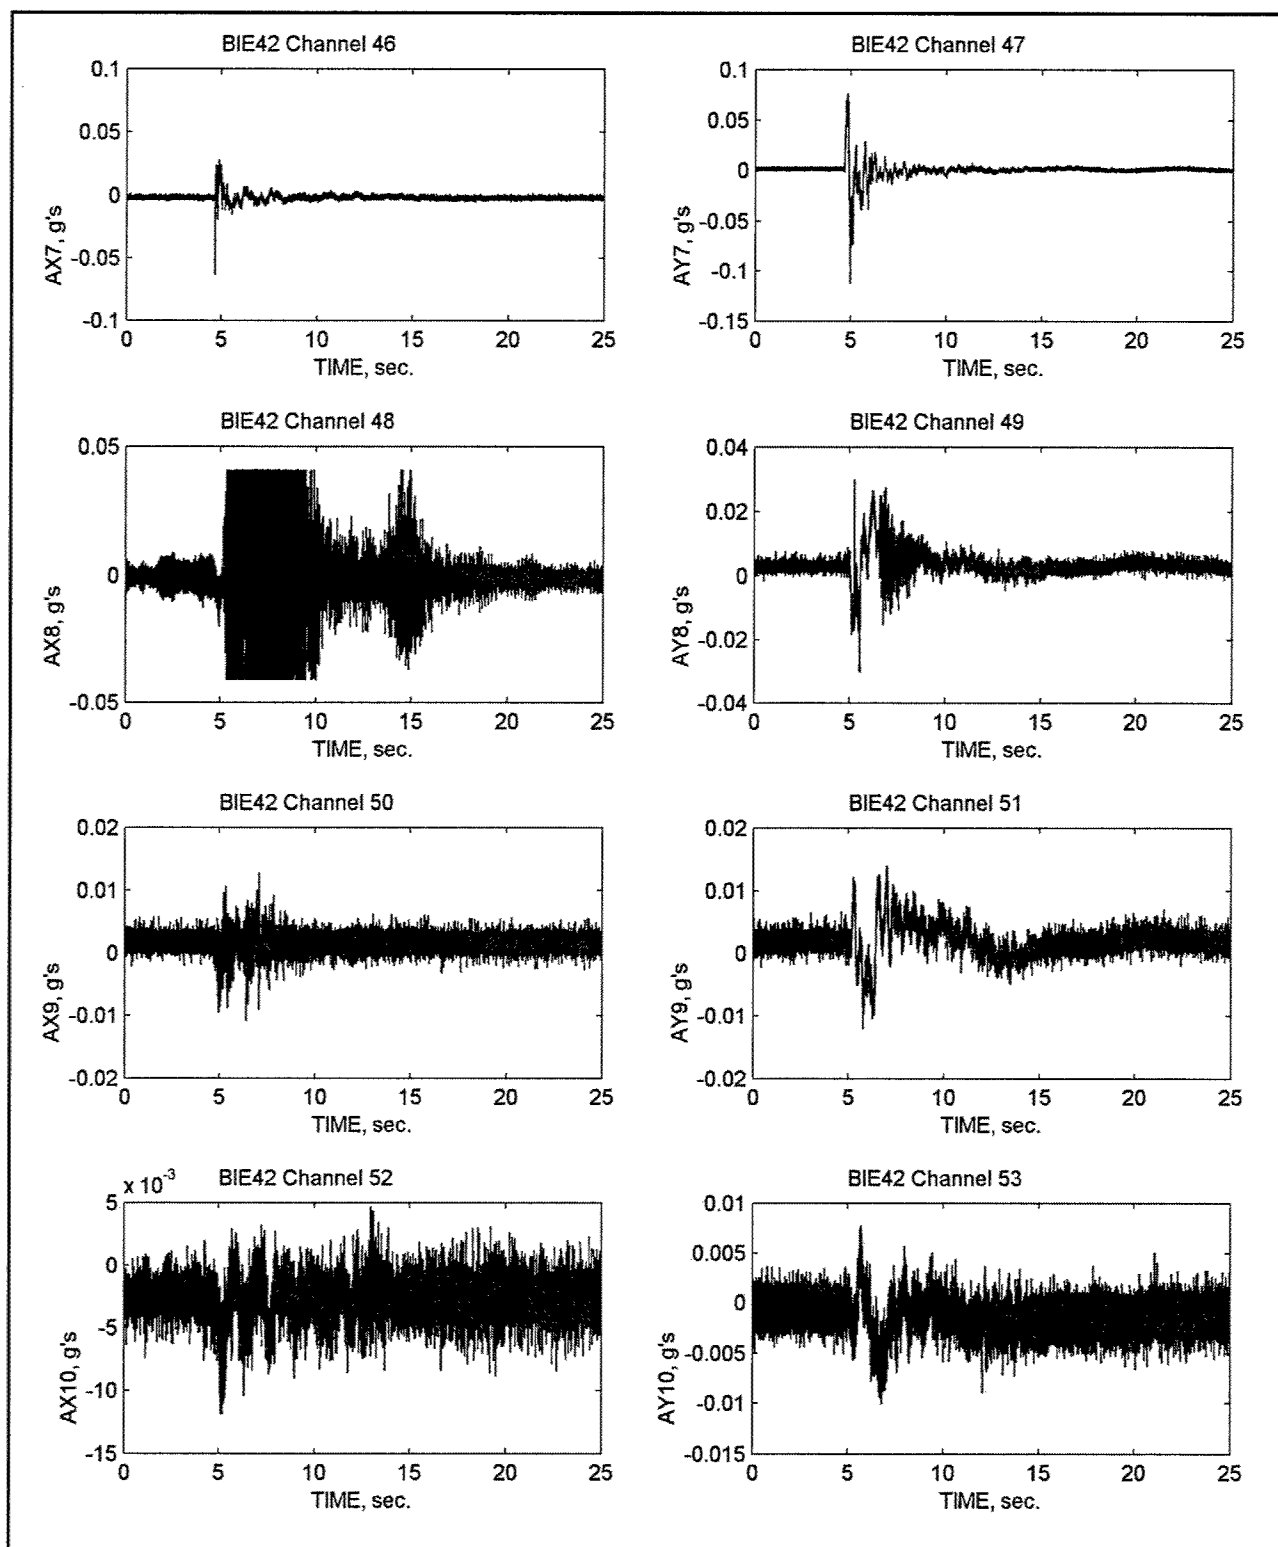 BIE42 Channel 46
0.1
0.05
0
-0.05
-0.1
AX7, g's
0 5 10 15 20 25
TIME, sec.
BIE42 Channel 47
0.1
0.05
0
-0.05
-0.1
-0.15
AY7, g's
0 5 10 15 20 25
TIME, sec.
BIE42 Channel 48
0.05
0
-0.05
AX8, g's
0 5 10 15 20 25
TIME, sec.
BIE42 Channel 49
0.04
0.02
0
-0.02
-0.04
AY8, g's
0 5 10 15 20 25
TIME, sec.
BIE42 Channel 50
0.02
0.01
0
-0.01
-0.02
AX9, g's
0 5 10 15 20 25
TIME, sec.
BIE42 Channel 51
0.02
0.01
0
-0.01
-0.02
AY9, g's
0 5 10 15 20 25
TIME, sec.
BIE42 Channel 52
x 10-3
5
0
-5
-10
-15
AX10, g's
0 5 10 15 20 25
TIME, sec.
BIE42 Channel 53
0.01
0.005
0
-0.005
-0.01
-0.015
AY10, g's
0 5 10 15 20 25
TIME, sec.